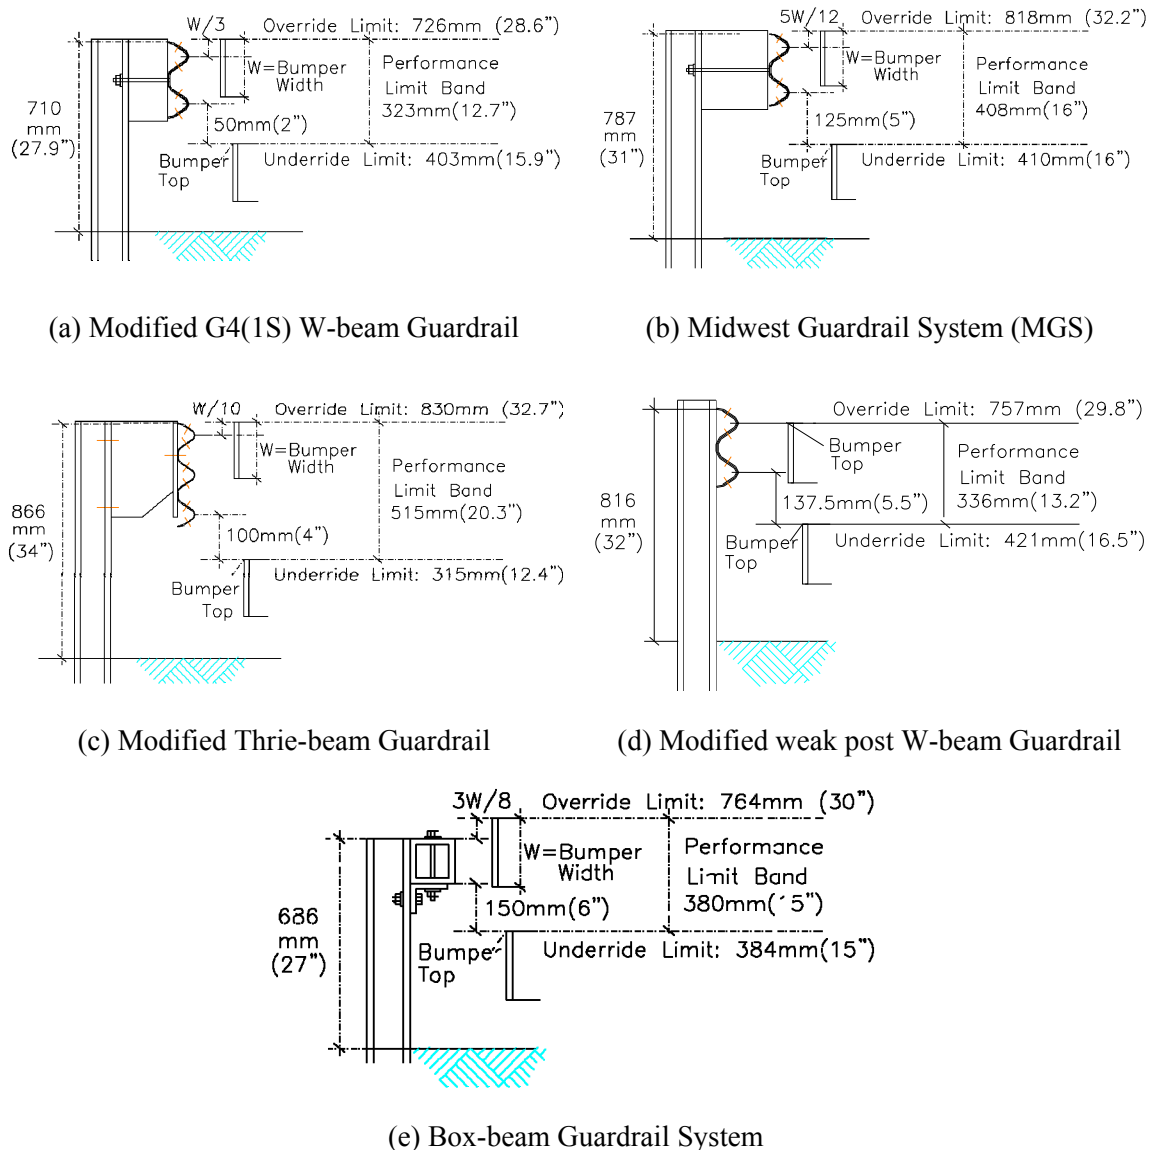 W/3 Override Limit: 726mm (28.6")
W=Bumper Width
Performance Limit Band 323mm(12.7")
710 mm (27.9")
50mm(2")
Bumper Top
Underride Limit: 403mm(15.9")
(a) Modified G4(1S) W-beam Guardrail
5W/12 Override Limit: 818mm (32.2")
W=Bumper Width
Performance Limit Band 408mm(16")
787 mm (31")
125mm(5")
Bumper Top
Underride Limit: 410mm(16")
(b) Midwest Guardrail System (MGS)
W/10 Override Limit: 830mm (32.7")
W=Bumper Width
Performance Limit Band 515mm(20.3")
866 mm (34")
100mm(4")
Bumper Top
Underride Limit: 315mm(12.4")
(c) Modified Thrie-beam Guardrail
Override Limit: 757mm (29.8")
Bumper Top
Performance Limit Band 336mm(13.2")
816 mm (32")
137.5mm(5.5")
Bumper Top
Underride Limit: 421mm(16.5")
(d) Modified weak post W-beam Guardrail
3W/8 Override Limit: 764mm (30")
W=Bumper Width
Performance Limit Band 380mm(15")
686 mm (27")
150mm(6")
Bumper Top
Underride Limit: 384mm(15")
(e) Box-beam Guardrail System